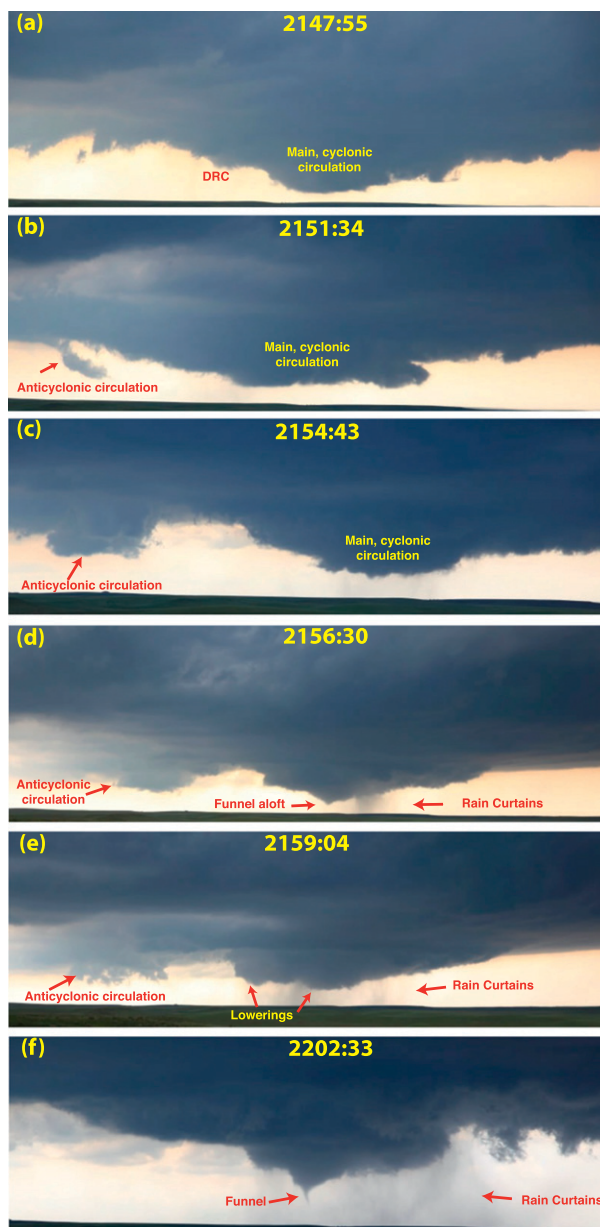 (a)
2147:55
Main, cyclonic
circulation
DRC
(b)
2151:34
Main, cyclonic
circulation
Anticyclonic circulation
(c)
2154:43
Main, cyclonic
circulation
Anticyclonic circulation
(d)
2156:30
Anticyclonic
circulation
Funnel aloft
Rain Curtains
(e)
2159:04
Anticyclonic circulation
Rain Curtains
Lowerings
(f)
2202:33
Funnel
Rain Curtains